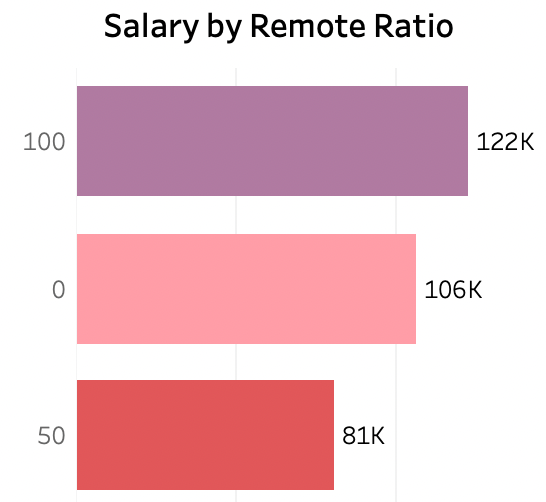 Salary by Remote Ratio
100 122K
0 106K
50 81K